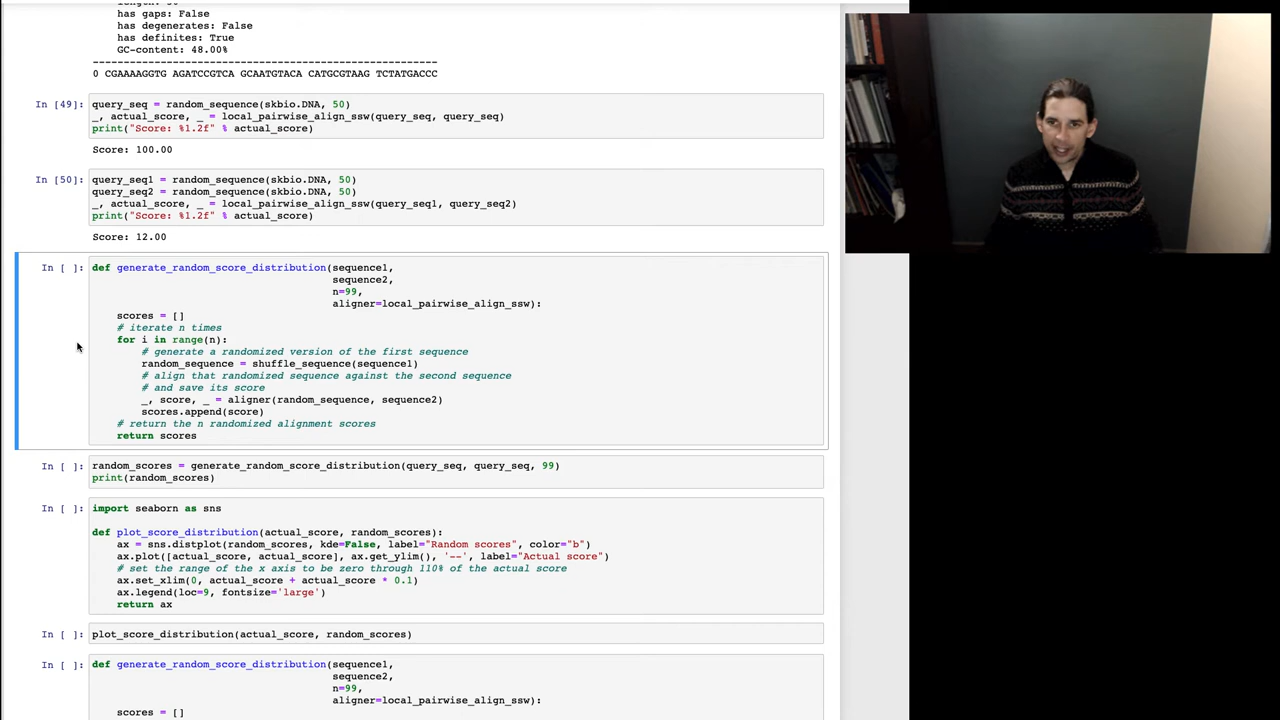 has gaps: False
has degenerates: False
has definites: True
GC-content: 48.00%
--------------------------------------------------------
0 CGAAAAGGTG AGATCCGTCA GCAATGTACA CATGCGTAAG TCTATGACCC
In [49]: query_seq = random_sequence(skbio.DNA, 50)
_, actual_score, _ = local_pairwise_align_ssw(query_seq, query_seq)
print("Score: %1.2f" % actual_score)
Score: 100.00
In [50]: query_seq1 = random_sequence(skbio.DNA, 50)
query_seq2 = random_sequence(skbio.DNA, 50)
_, actual_score, _ = local_pairwise_align_ssw(query_seq1, query_seq2)
print("Score: %1.2f" % actual_score)
Score: 12.00
In [ ]: def generate_random_score_distribution(sequence1,
sequence2,
n=99,
aligner=local_pairwise_align_ssw):
scores = []
# iterate n times
for i in range(n):
# generate a randomized version of the first sequence
random_sequence = shuffle_sequence(sequence1)
# align that randomized sequence against the second sequence
# and save its score
_, score, _ = aligner(random_sequence, sequence2)
scores.append(score)
# return the n randomized alignment scores
return scores
In [ ]: random_scores = generate_random_score_distribution(query_seq, query_seq, 99)
print(random_scores)
In [ ]: import seaborn as sns
def plot_score_distribution(actual_score, random_scores):
ax = sns.distplot(random_scores, kde=False, label="Random scores", color="b")
ax.plot([actual_score, actual_score], ax.get_ylim(), '--', label="Actual score")
# set the range of the x axis to be zero through 110% of the actual score
ax.set_xlim(0, actual_score + actual_score * 0.1)
ax.legend(loc=9, fontsize='large')
return ax
In [ ]: plot_score_distribution(actual_score, random_scores)
In [ ]: def generate_random_score_distribution(sequence1,
sequence2,
n=99,
aligner=local_pairwise_align_ssw):
scores = []